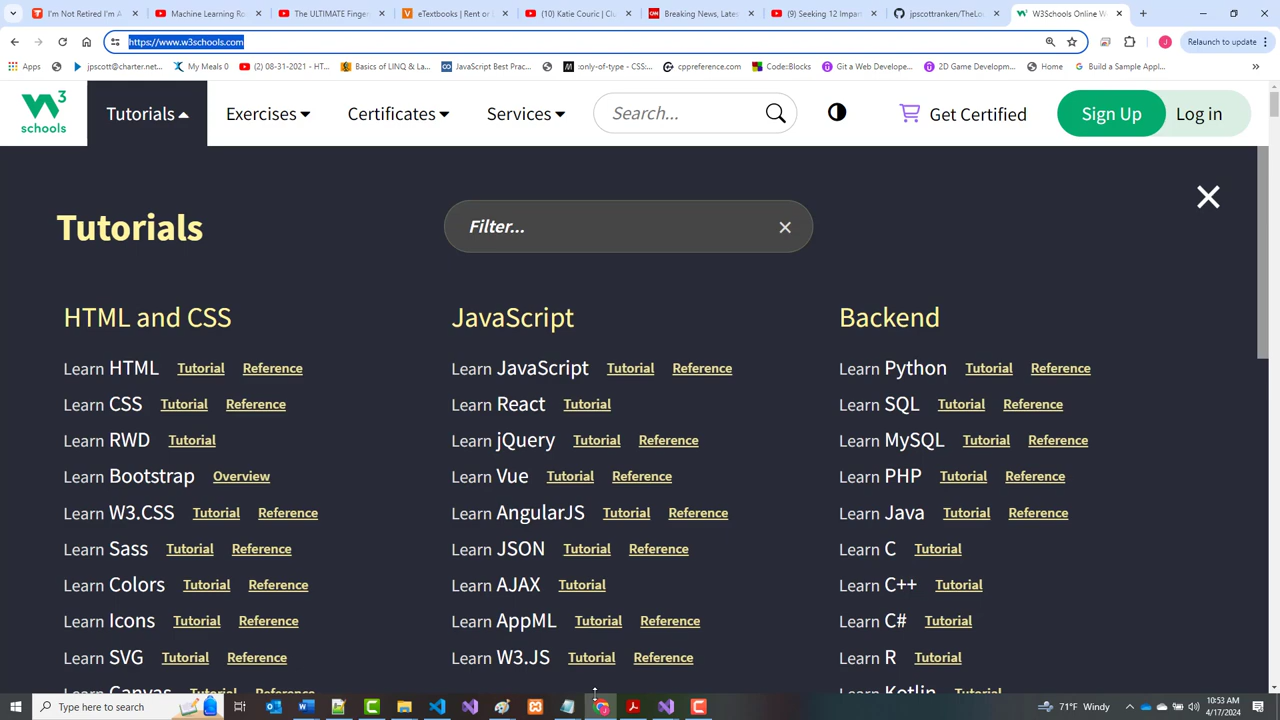 I'm Not Retired I'm A
Machine Learning Ro
The ULTIMATE Finger
eTextbooks | Rent or
(10) Katie Couric | Clu
Breaking News, Lates
(9) Seeking 12 Impart
jpscottranken/TheLo
W3Schools Online W
https://www.w3schools.com
Relaunch to update
Apps
jpscott@charter.net...
My Meals 0
(2) 08-31-2021 - HT...
Basics of LINQ & La...
JavaScript Best Prac...
:only-of-type - CSS:...
cppreference.com
Code::Blocks
Git a Web Develope...
2D Game Developm...
Home
Build a Sample Appl...
W3 schools
Tutorials
Exercises
Certificates
Services
Search...
Get Certified
Sign Up
Log in
Tutorials
Filter...
HTML and CSS
Learn HTML Tutorial Reference
Learn CSS Tutorial Reference
Learn RWD Tutorial
Learn Bootstrap Overview
Learn W3.CSS Tutorial Reference
Learn Sass Tutorial Reference
Learn Colors Tutorial Reference
Learn Icons Tutorial Reference
Learn SVG Tutorial Reference
Learn Canvas Tutorial Reference
JavaScript
Learn JavaScript Tutorial Reference
Learn React Tutorial
Learn jQuery Tutorial Reference
Learn Vue Tutorial Reference
Learn AngularJS Tutorial Reference
Learn JSON Tutorial Reference
Learn AJAX Tutorial
Learn AppML Tutorial Reference
Learn W3.JS Tutorial Reference
Backend
Learn Python Tutorial Reference
Learn SQL Tutorial Reference
Learn MySQL Tutorial Reference
Learn PHP Tutorial Reference
Learn Java Tutorial Reference
Learn C Tutorial
Learn C++ Tutorial
Learn C# Tutorial
Learn R Tutorial
Learn Kotlin Tutorial
Type here to search
71°F Windy
10:53 AM
4/17/2024